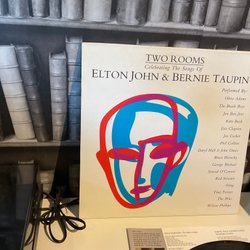 TWO ROOMS
Celebrating The Songs Of
ELTON JOHN & BERNIE TAUPIN
Performed By:
Oleta Adams
The Beach Boys
Jon Bon Jovi
Kate Bush
Eric Clapton
Joe Cocker
Phil Collins
Daryl Hall & John Oates
Bruce Hornsby
George Michael
Sinead O'Connor
Rod Stewart
Sting
Tina Turner
The Who
Wilson Phillips